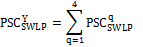 PSC^Y_SWLP = ∑_{q=1}^{4} PSC^q_SWLP